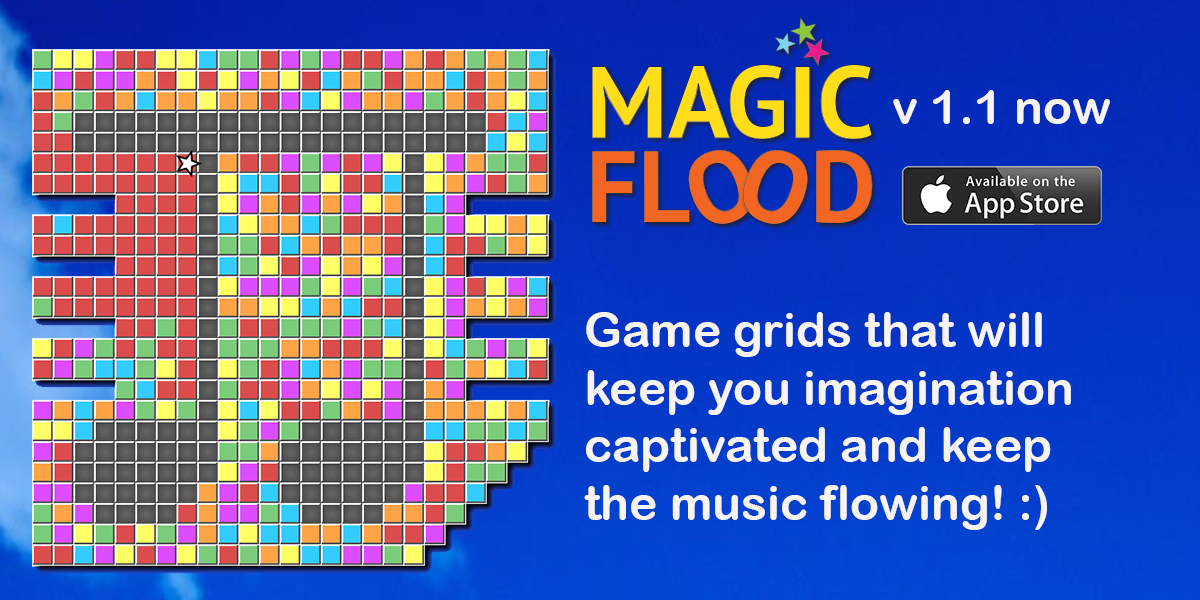 MAGIC
FLOOD
v 1.1 now
Available on the
App Store
Game grids that will
keep you imagination
captivated and keep
the music flowing! :)